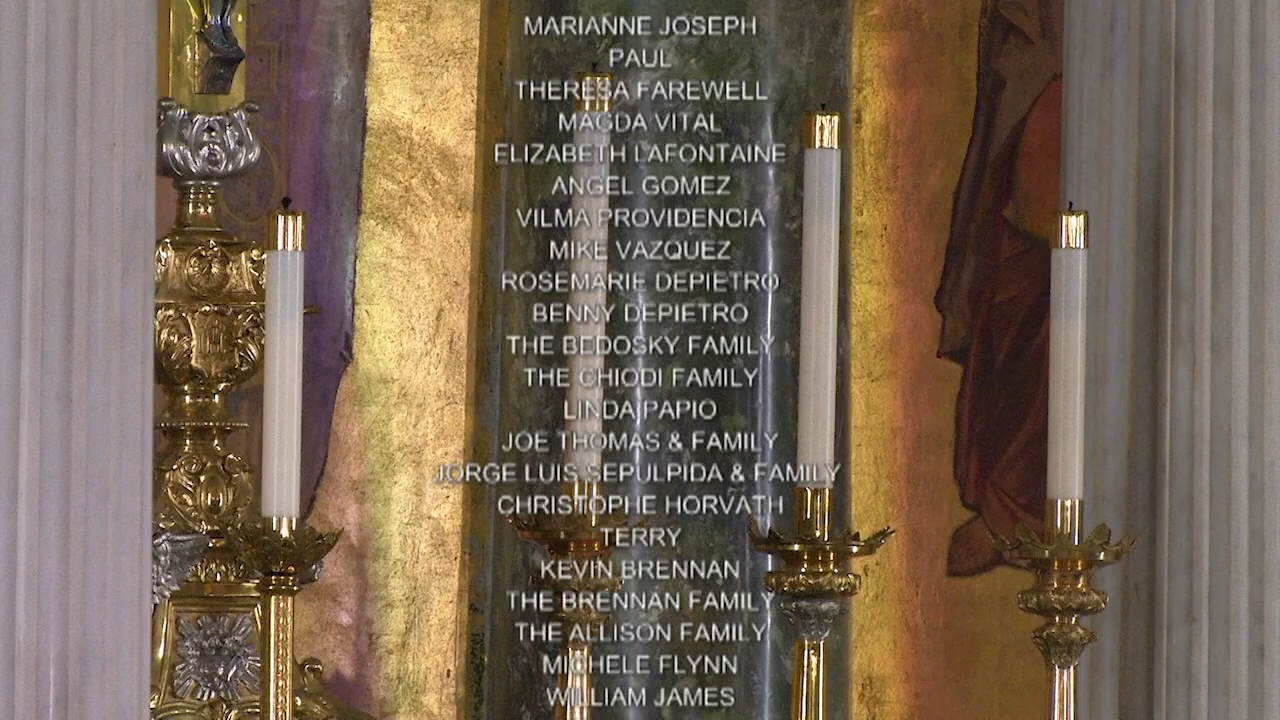 MARIANNE JOSEPH
PAUL
THERESA FAREWELL
MAGDA VITAL
ELIZABETH LAFONTAINE
ANGEL GOMEZ
VILMA PROVIDENCIA
MIKE VAZQUEZ
ROSEMARIE DEPIETRO
BENNY DEPIETRO
THE BEDOSKY FAMILY
THE CHIODI FAMILY
LINDA PAPIO
JOE THOMAS & FAMILY
JORGE LUIS SEPULPIDA & FAMILY
CHRISTOPHE HORVATH
TERRY
KEVIN BRENNAN
THE BRENNAN FAMILY
THE ALLISON FAMILY
MICHELE FLYNN
WILLIAM JAMES